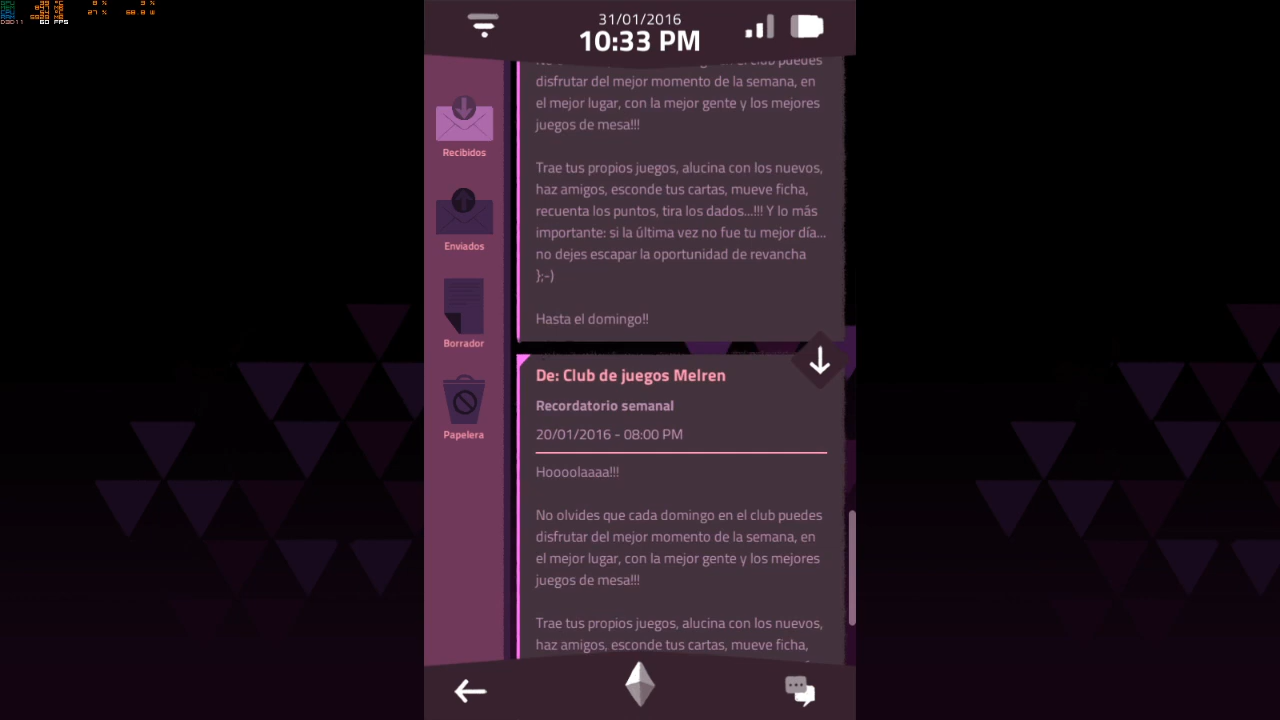 31/01/2016
10:33 PM
en el club puedes
disfrutar del mejor momento de la semana, en
el mejor lugar, con la mejor gente y los mejores
juegos de mesa!!!
Trae tus propios juegos, alucina con los nuevos,
haz amigos, esconde tus cartas, mueve ficha,
recuenta los puntos, tira los dados...!!! Y lo más
importante: si la última vez no fue tu mejor día...
no dejes escapar la oportunidad de revancha
};-)
Hasta el domingo!!
Recibidos
Enviados
Borrador
Papelera
De: Club de juegos Melren
Recordatorio semanal
20/01/2016 - 08:00 PM
Hoooolaaaa!!!
No olvides que cada domingo en el club puedes
disfrutar del mejor momento de la semana, en
el mejor lugar, con la mejor gente y los mejores
juegos de mesa!!!
Trae tus propios juegos, alucina con los nuevos,
haz amigos, esconde tus cartas, mueve ficha,